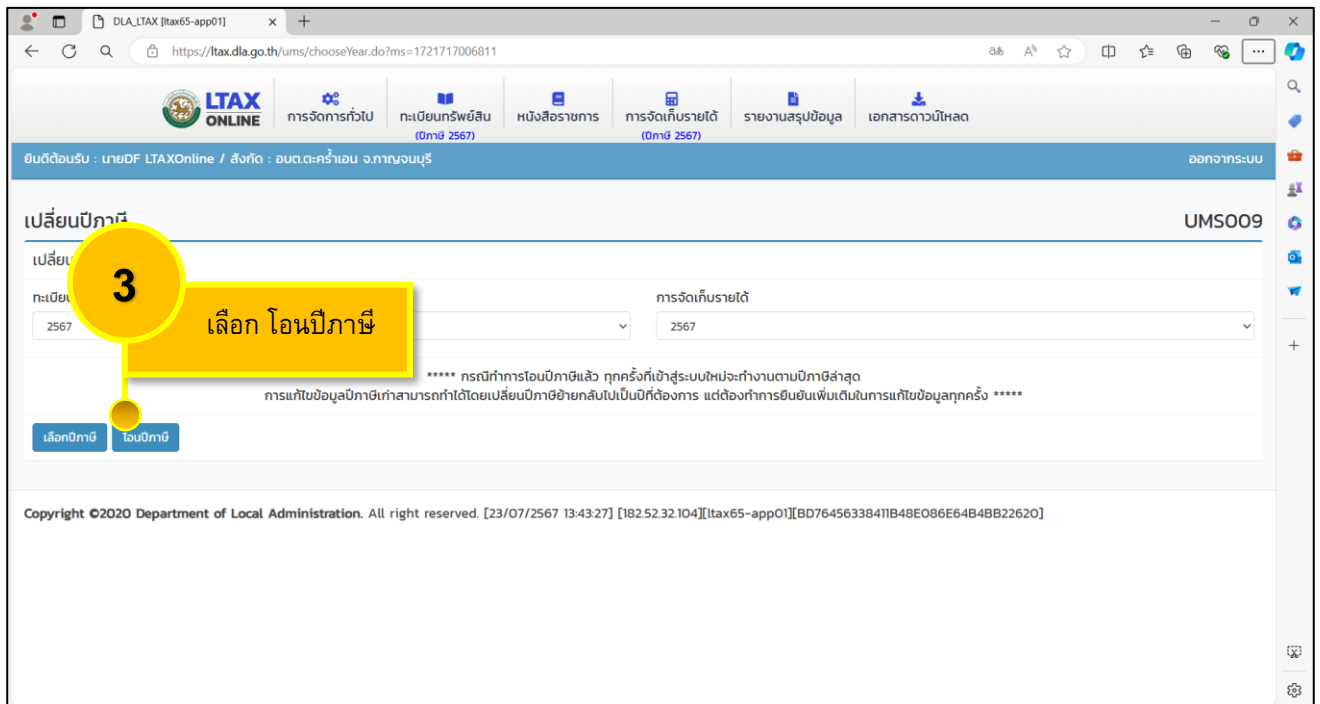 DLA_LTAX [ltax65-app01]
https://ltax.dla.go.th/ums/chooseYear.do?ms=1721717006811
LTAX ONLINE
การจัดการทั่วไป
ทะเบียนทรัพย์สิน
(ปีภาษี 2567)
หนังสือราชการ
การจัดเก็บรายได้
(ปีภาษี 2567)
รายงานสรุปข้อมูล
เอกสารดาวน์โหลด
ยินดีต้อนรับ : นายDF LTAXOnline / สังกัด : อบต.ตะคร้ำเอน จ.กาญจนบุรี
ออกจากระบบ
เปลี่ยนปีภาษี
UMS009
3
เลือก โอนปีภาษี
การจัดเก็บรายได้
2567
2567
***** กรณีทำการโอนปีภาษีแล้ว ทุกครั้งที่เข้าสู่ระบบใหม่จะทำงานตามปีภาษีล่าสุด
การแก้ไขข้อมูลปีภาษีเก่าสามารถทำได้โดยเปลี่ยนปีภาษีย้ายกลับไปเป็นปีที่ต้องการ แต่ต้องทำการยืนยันเพิ่มเติมในการแก้ไขข้อมูลทุกครั้ง *****
เลือกปีภาษี
โอนปีภาษี
Copyright ©2020 Department of Local Administration. All right reserved. [23/07/2567 13:43:27] [182.52.32.104][ltax65-app01][BD76456338411B48E086E64B4BB22620]